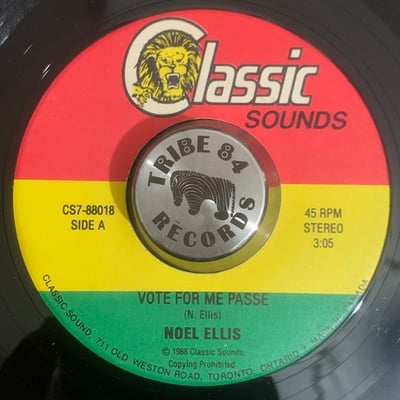 Classic
SOUNDS
TRIBE 84
RECORDS
CS7-88018
SIDE A
45 RPM
STEREO
3:05
VOTE FOR ME PASSE
(N. Ellis)
NOEL ELLIS
© 1988 Classic Sounds
Copying Prohibited
CLASSIC SOUND, 711 OLD WESTON ROAD, TORONTO, ONTARIO